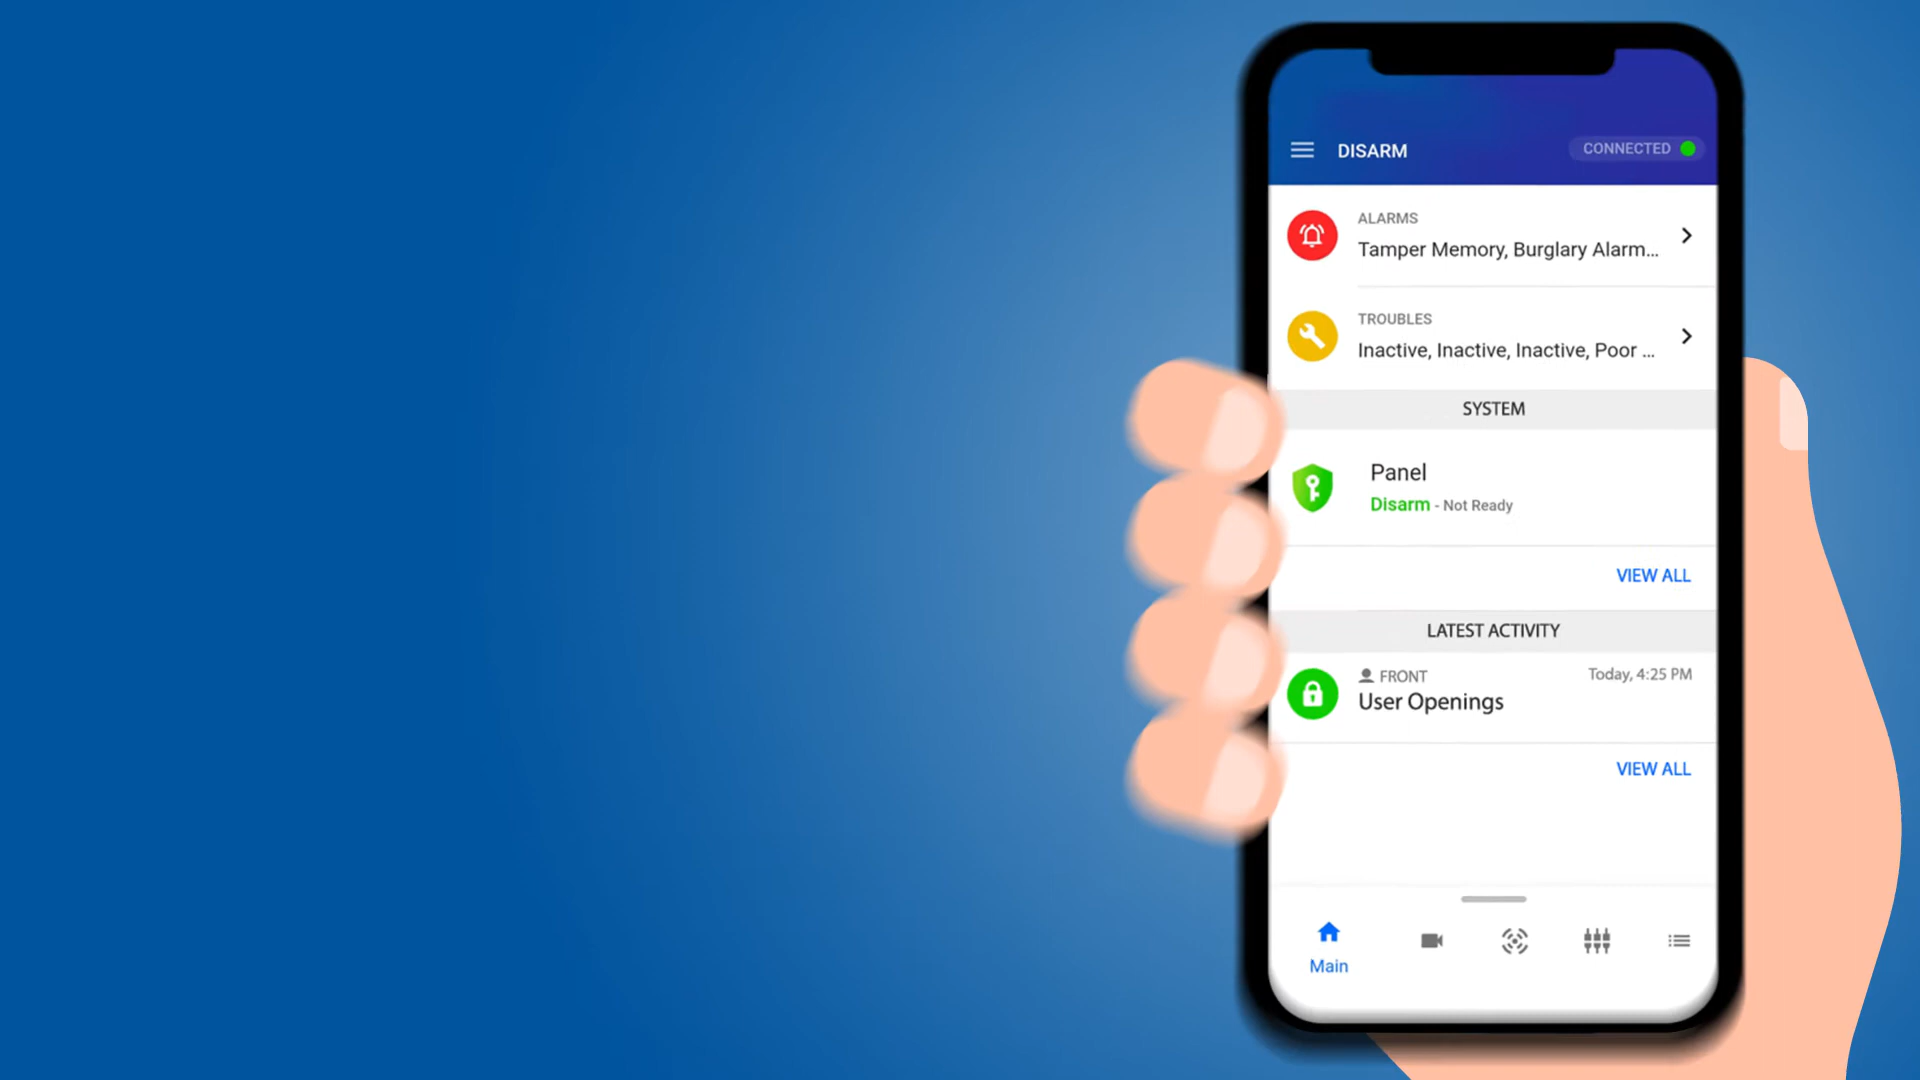 DISARM
CONNECTED
ALARMS
Tamper Memory, Burglary Alarm...
TROUBLES
Inactive, Inactive, Inactive, Poor ...
SYSTEM
Panel
Disarm - Not Ready
VIEW ALL
LATEST ACTIVITY
FRONT
Today, 4:25 PM
User Openings
VIEW ALL
Main